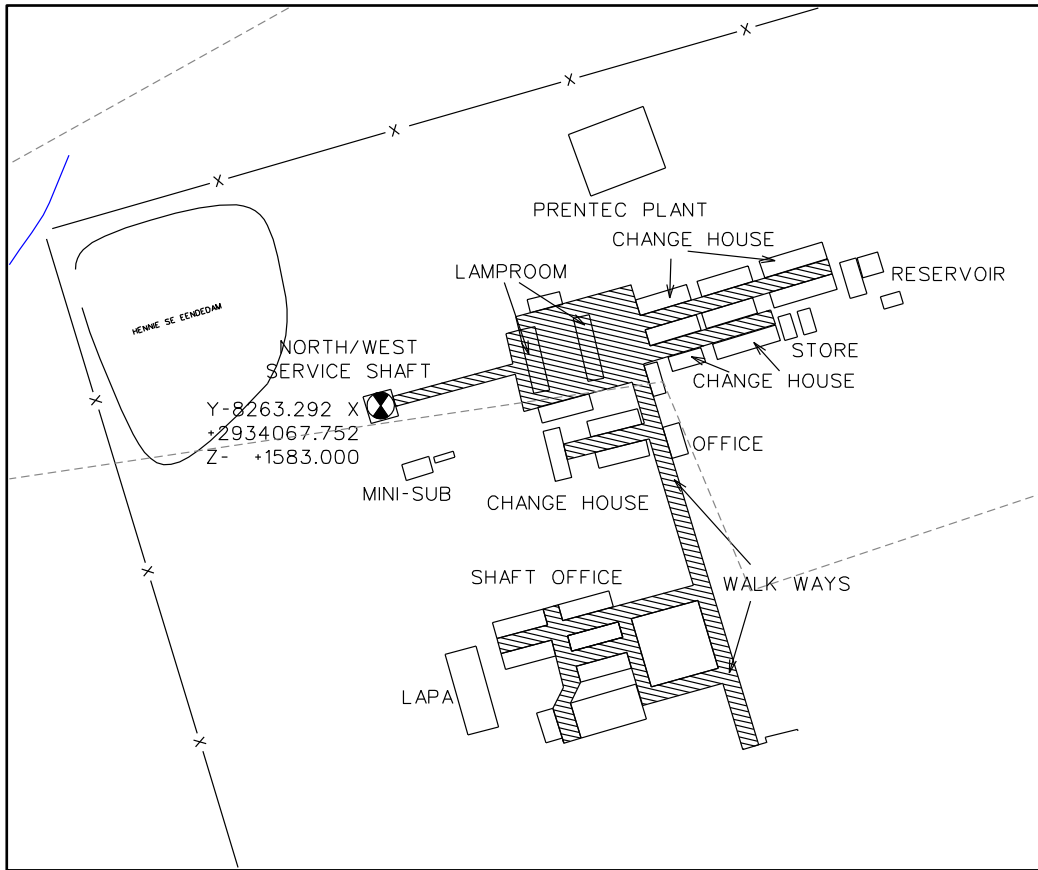 X
X
X
X
PRENTEC PLANT
CHANGE HOUSE
LAMPROOM
RESERVOIR
HENNIE SE EENDEDAM
NORTH/WEST
SERVICE SHAFT
STORE
CHANGE HOUSE
X
Y-8263.292 X
+2934067.752
Z- +1583.000
OFFICE
MINI-SUB
CHANGE HOUSE
X
SHAFT OFFICE
WALK WAYS
LAPA
X